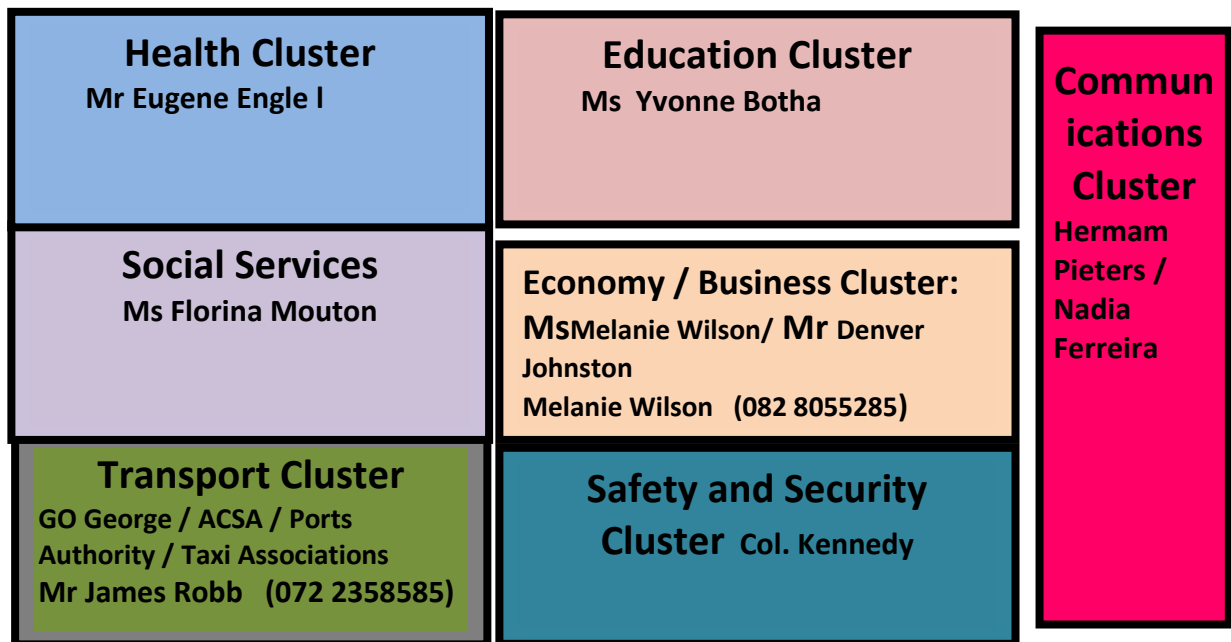 Health Cluster
Mr Eugene Engle l
Education Cluster
Ms Yvonne Botha
Social Services
Ms Florina Mouton
Economy / Business Cluster:
MsMelanie Wilson/ Mr Denver
Johnston
Melanie Wilson (082 8055285)
Transport Cluster
GO George / ACSA / Ports
Authority / Taxi Associations
Mr James Robb (072 2358585)
Safety and Security
Cluster Col. Kennedy
Commun
ications
Cluster
Hermam
Pieters /
Nadia
Ferreira